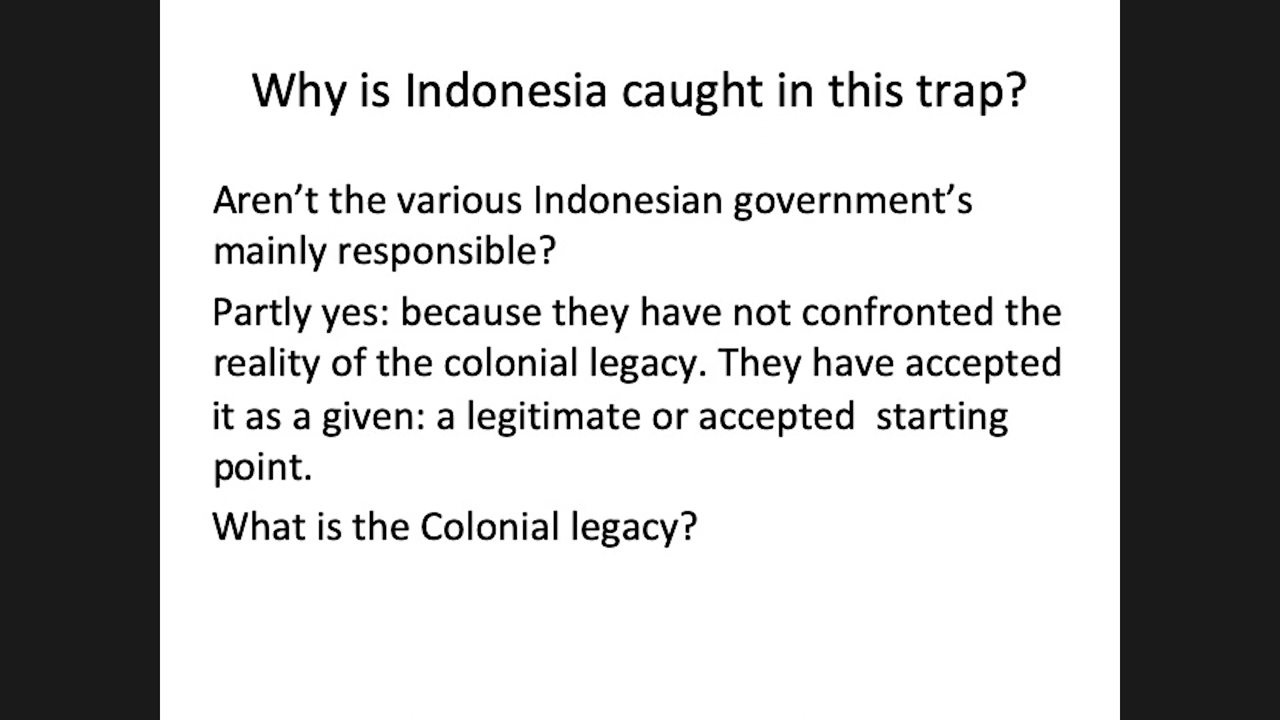 Why is Indonesia caught in this trap?
Aren’t the various Indonesian government’s
mainly responsible?
Partly yes: because they have not confronted the
reality of the colonial legacy. They have accepted
it as a given: a legitimate or accepted  starting
point.
What is the Colonial legacy?